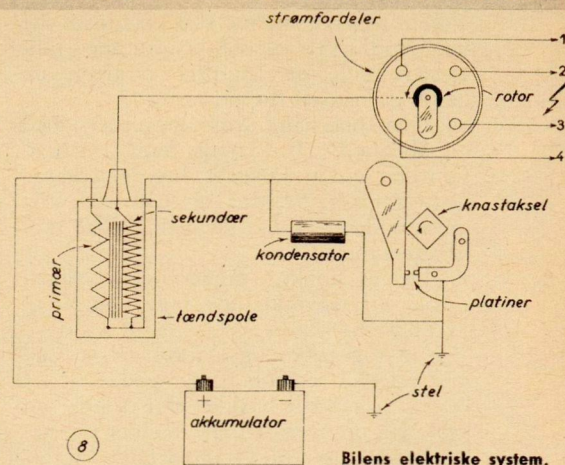 strømfordeler
1
2
rotor
3
4
sekundær
knastaksel
kondensator
primær
platiner
tændspole
stel
+ −
akkumulator
8
Bilens elektriske system.